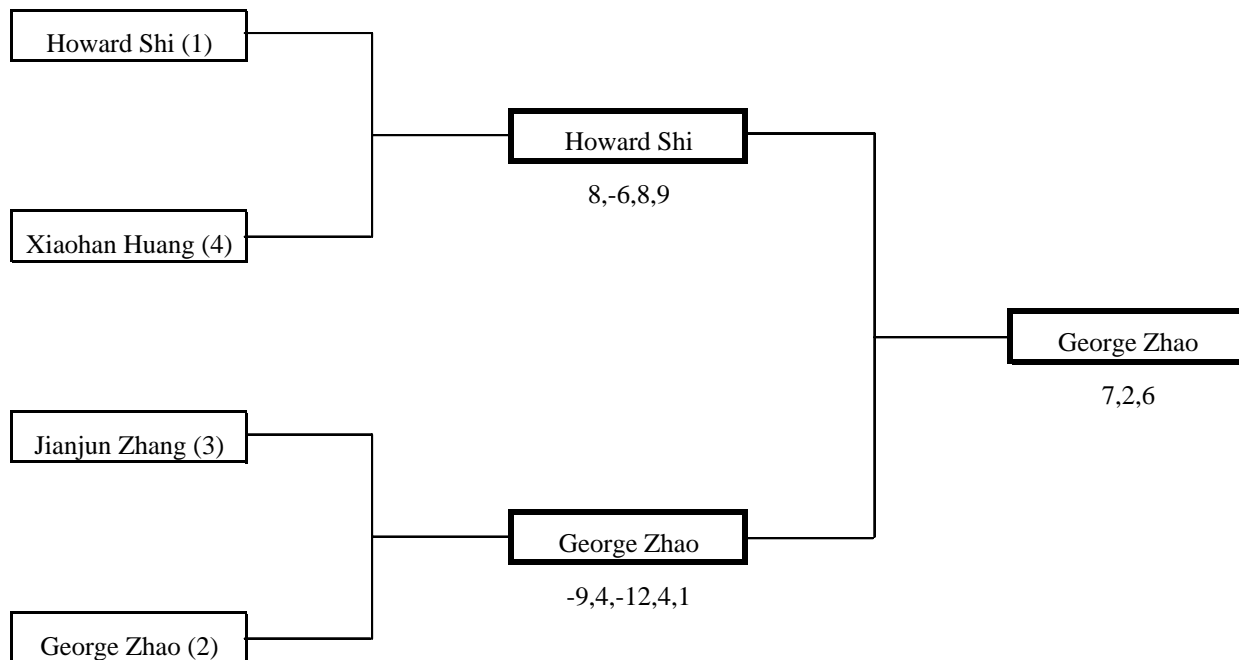 Howard Shi (1)
Howard Shi
8,-6,8,9
Xiaohan Huang (4)
George Zhao
7,2,6
Jianjun Zhang (3)
George Zhao
-9,4,-12,4,1
George Zhao (2)